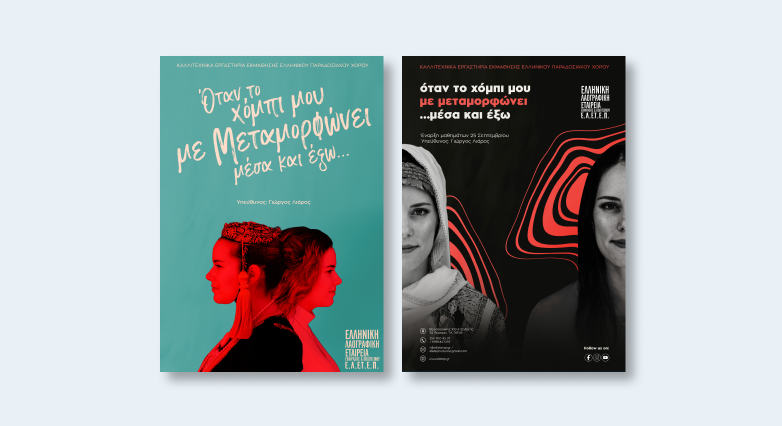 ΚΑΛΛΙΤΕΧΝΙΚΑ ΕΡΓΑΣΤΗΡΙΑ ΕΚΜΑΘΗΣΗΣ ΕΛΛΗΝΙΚΟΥ ΠΑΡΑΔΟΣΙΑΚΟΥ ΧΟΡΟΥ
Όταν το
χόμπι μου
με Μεταμορφώνει
μέσα και έξω...
Υπεύθυνος: Γιώργος Λιάρος
ΕΛΛΗΝΙΚΗ
ΛΑΟΓΡΑΦΙΚΗ
ΕΤΑΙΡΕΙΑ
Ε.Λ.ΕΤ.Ε.Π.
ΚΑΛΛΙΤΕΧΝΙΚΑ ΕΡΓΑΣΤΗΡΙΑ ΕΚΜΑΘΗΣΗΣ ΕΛΛΗΝΙΚΟΥ ΠΑΡΑΔΟΣΙΑΚΟΥ ΧΟΡΟΥ
όταν το χόμπι μου
με μεταμορφώνει
...μέσα και έξω
Έναρξη μαθημάτων 25 Σεπτεμβρίου
Υπεύθυνος: Γιώργος Λιάρος
ΕΛΛΗΝΙΚΗ
ΛΑΟΓΡΑΦΙΚΗ
ΕΤΑΙΡΕΙΑ
Ε.Λ.ΕΤ.Ε.Π.
Follow us on: